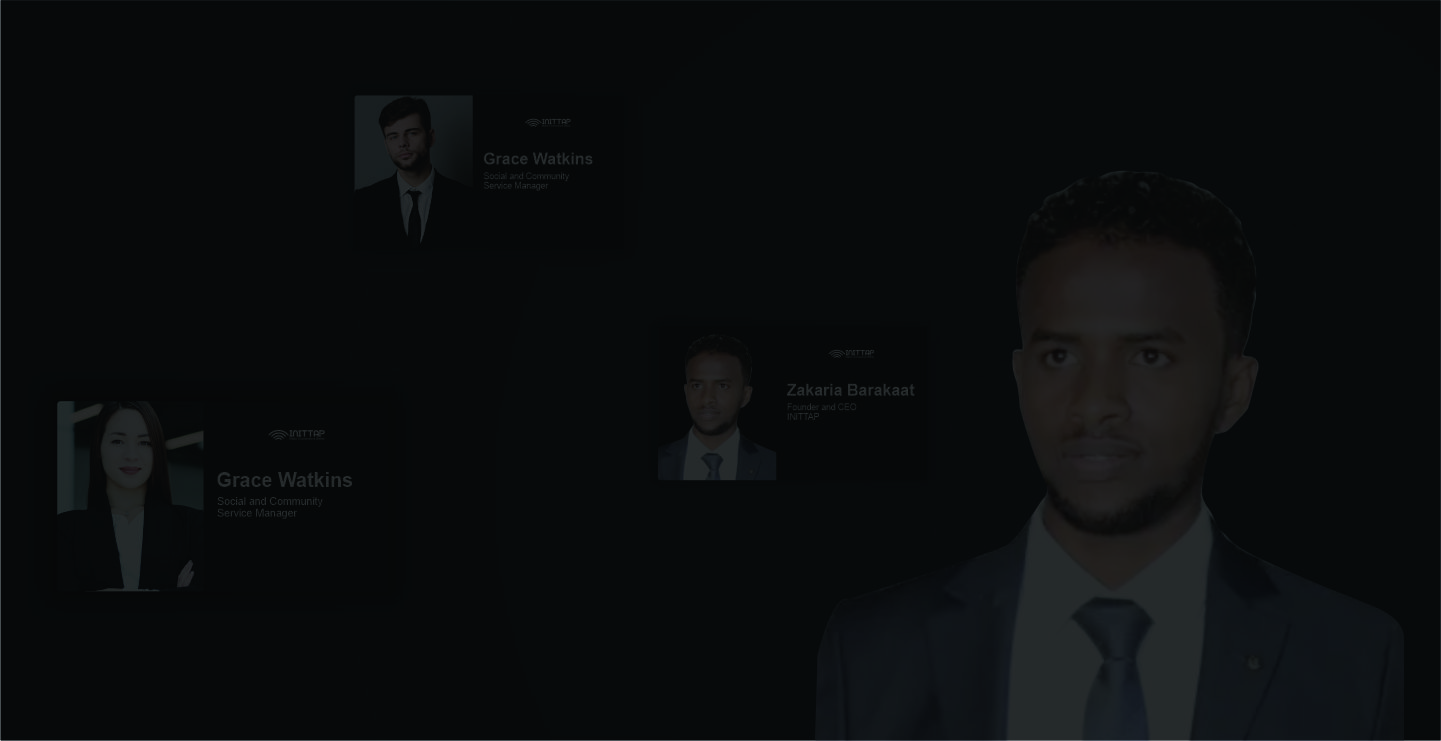 INITTAP
Grace Watkins
Social and Community
Service Manager
INITTAP
Zakaria Barakaat
Founder and CEO
INITTAP
INITTAP
Grace Watkins
Social and Community
Service Manager